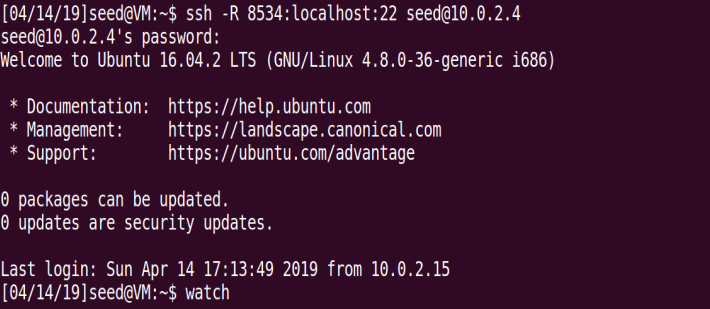 [04/14/19]seed@VM:~$ ssh -R 8534:localhost:22 seed@10.0.2.4
seed@10.0.2.4's password:
Welcome to Ubuntu 16.04.2 LTS (GNU/Linux 4.8.0-36-generic i686)
* Documentation:  https://help.ubuntu.com
* Management:     https://landscape.canonical.com
* Support:        https://ubuntu.com/advantage
0 packages can be updated.
0 updates are security updates.
Last login: Sun Apr 14 17:13:49 2019 from 10.0.2.15
[04/14/19]seed@VM:~$ watch